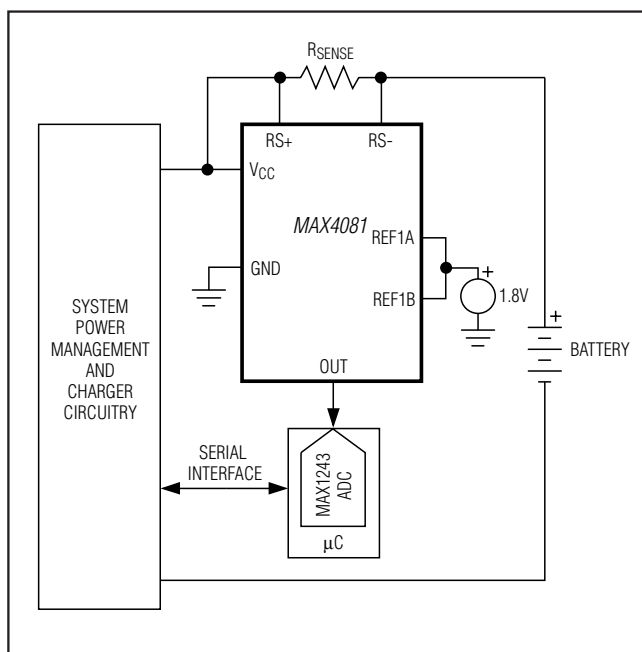 RSENSE
RS+
RS-
VCC
MAX4081
REF1A
GND
+
1.8V
REF1B
SYSTEM
POWER
MANAGEMENT
AND
CHARGER
CIRCUITRY
+
BATTERY
OUT
SERIAL
INTERFACE
MAX1243
ADC
μC